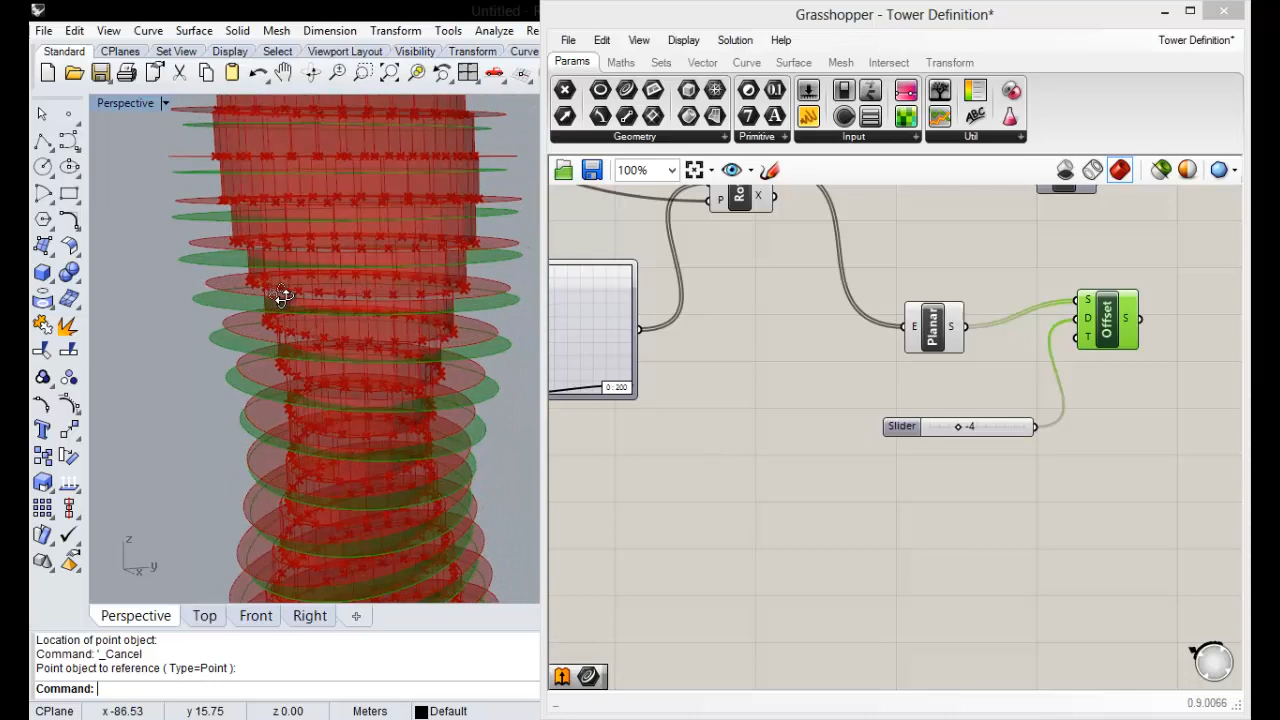 Untitled - R
Grasshopper - Tower Definition*
File Edit View Curve Surface Solid Mesh Dimension Transform Tools Analyze Re
File Edit View Display Solution Help
Tower Definition*
Standard CPlanes Set View Display Select Viewport Layout Visibility Transform Curve
Params Maths Sets Vector Curve Surface Mesh Intersect Transform
Geometry Primitive Input Util
Perspective
100%
P X
0 : 200
E Planar S
S D T Offset S
Slider -4
z
x y
Perspective Top Front Right
Location of point object:
Command: '_Cancel
Point object to reference ( Type=Point ):
Command:
CPlane x -86.53 y 15.75 z 0.00 Meters Default
0.9.0066